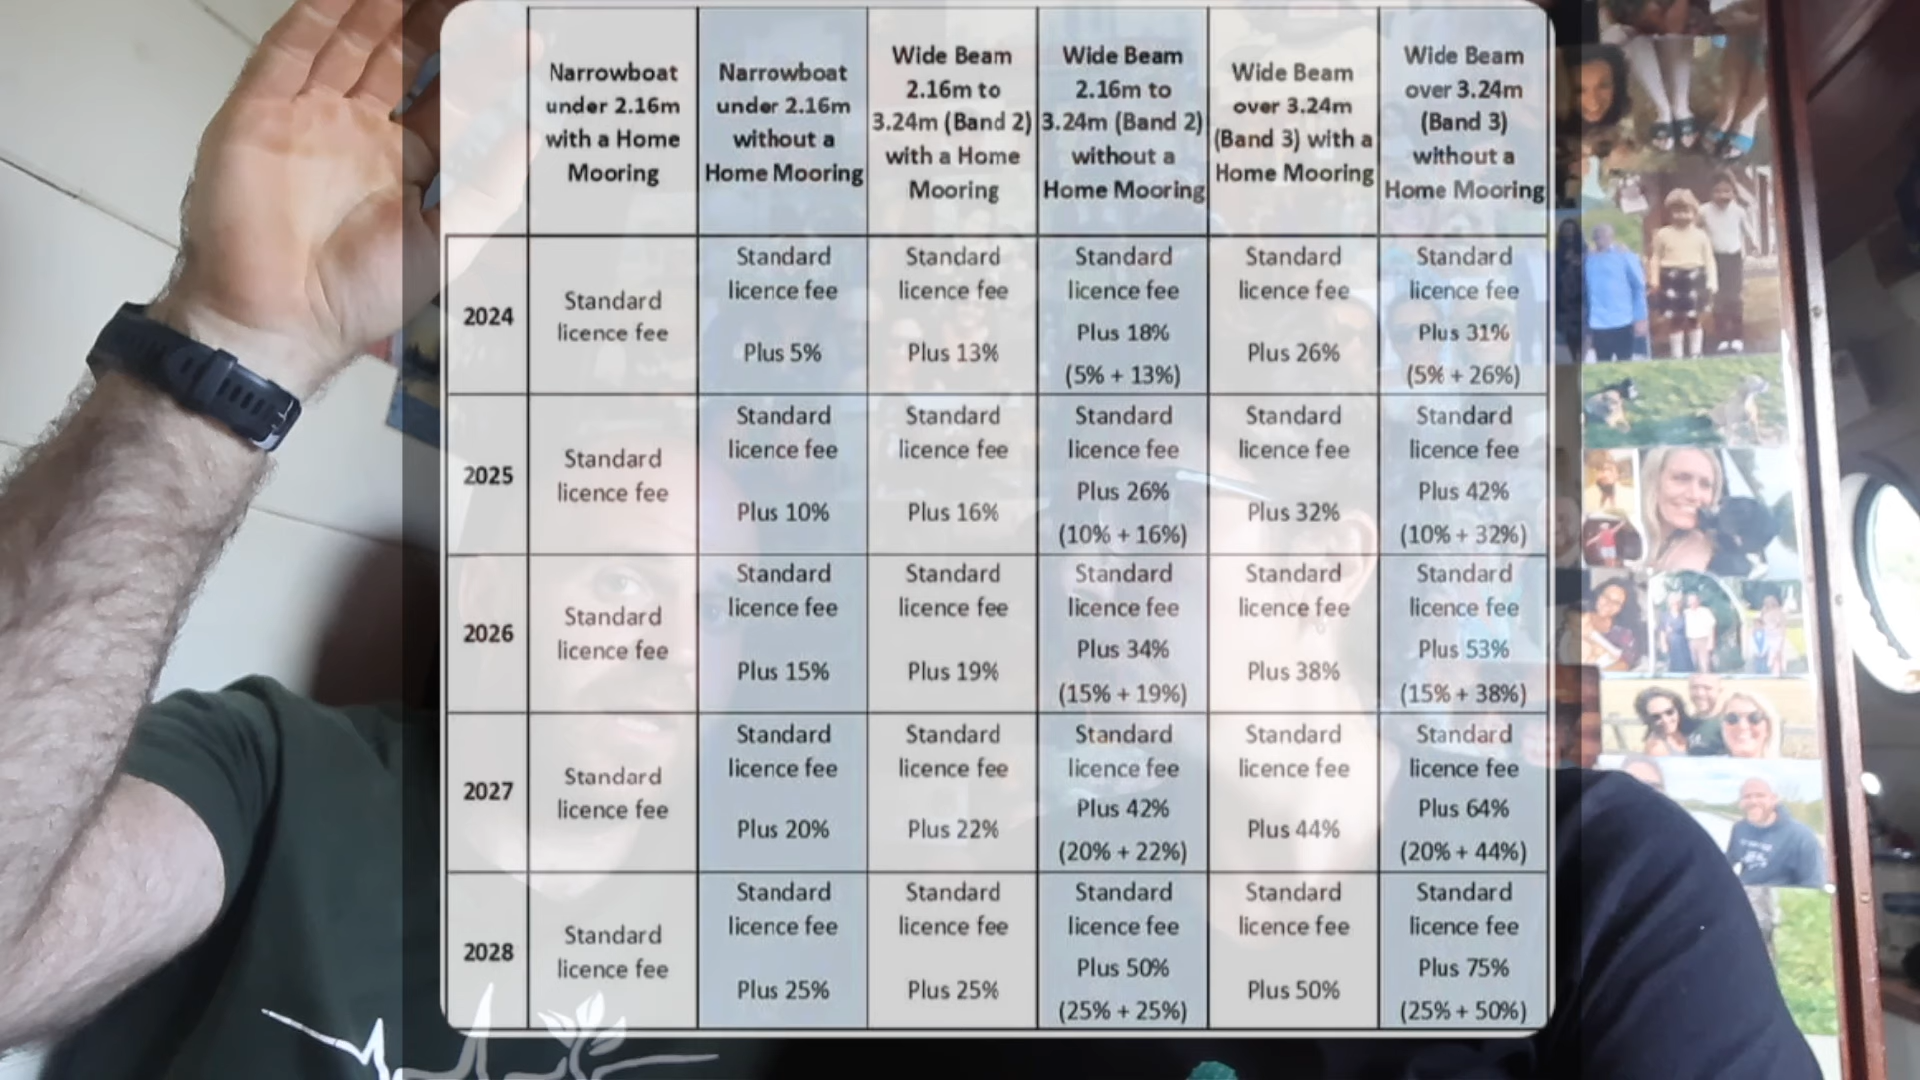 Narrowboat
under 2.16m
with a Home
Mooring
Narrowboat
under 2.16m
without a
Home Mooring
Wide Beam
2.16m to
3.24m (Band 2)
with a Home
Mooring
Wide Beam
2.16m to
3.24m (Band 2)
without a
Home Mooring
Wide Beam
over 3.24m
(Band 3) with a
Home Mooring
Wide Beam
over 3.24m
(Band 3)
without a
Home Mooring
2024
Standard
licence fee
Standard
licence fee
Plus 5%
Standard
licence fee
Plus 13%
Standard
licence fee
Plus 18%
(5% + 13%)
Standard
licence fee
Plus 26%
Standard
licence fee
Plus 31%
(5% + 26%)
2025
Standard
licence fee
Standard
licence fee
Plus 10%
Standard
licence fee
Plus 16%
Standard
licence fee
Plus 26%
(10% + 16%)
Standard
licence fee
Plus 32%
Standard
licence fee
Plus 42%
(10% + 32%)
2026
Standard
licence fee
Standard
licence fee
Plus 15%
Standard
licence fee
Plus 19%
Standard
licence fee
Plus 34%
(15% + 19%)
Standard
licence fee
Plus 38%
Standard
licence fee
Plus 53%
(15% + 38%)
2027
Standard
licence fee
Standard
licence fee
Plus 20%
Standard
licence fee
Plus 22%
Standard
licence fee
Plus 42%
(20% + 22%)
Standard
licence fee
Plus 44%
Standard
licence fee
Plus 64%
(20% + 44%)
2028
Standard
licence fee
Standard
licence fee
Plus 25%
Standard
licence fee
Plus 25%
Standard
licence fee
Plus 50%
(25% + 25%)
Standard
licence fee
Plus 50%
Standard
licence fee
Plus 75%
(25% + 50%)